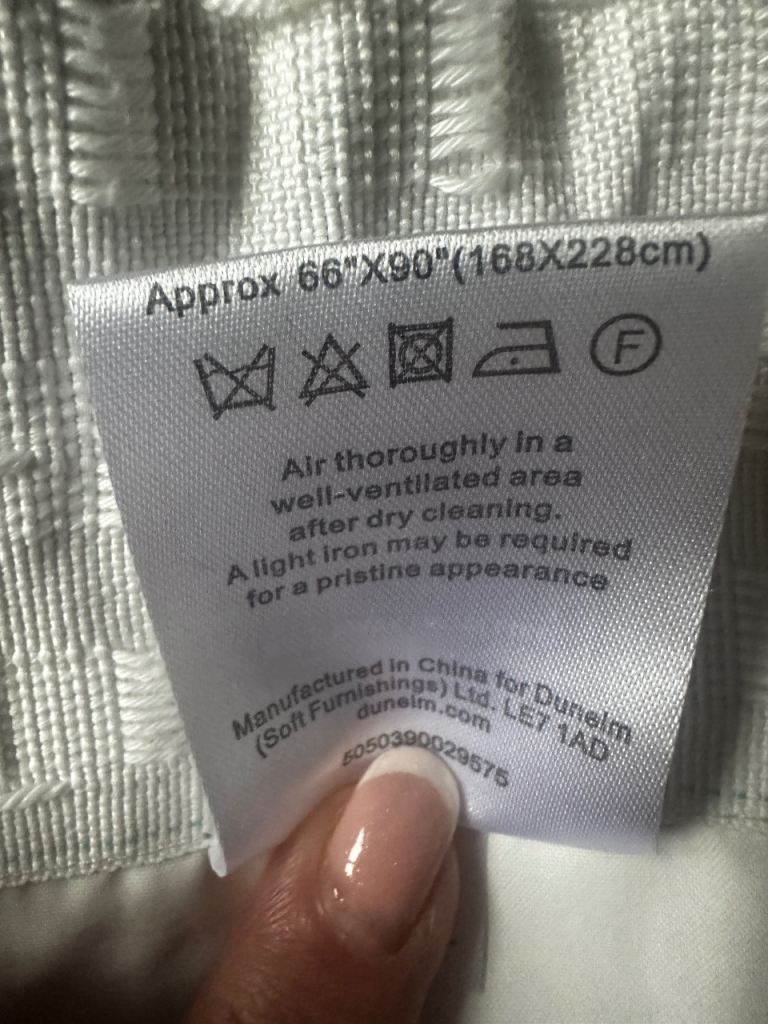 Approx 66"X90"(168X228cm)
F
Air thoroughly in a
well-ventilated area
after dry cleaning.
A light iron may be required
for a pristine appearance
Manufactured in China for Dunelm
(Soft Furnishings) Ltd. LE7 1AD
dunelm.com
5050390029575